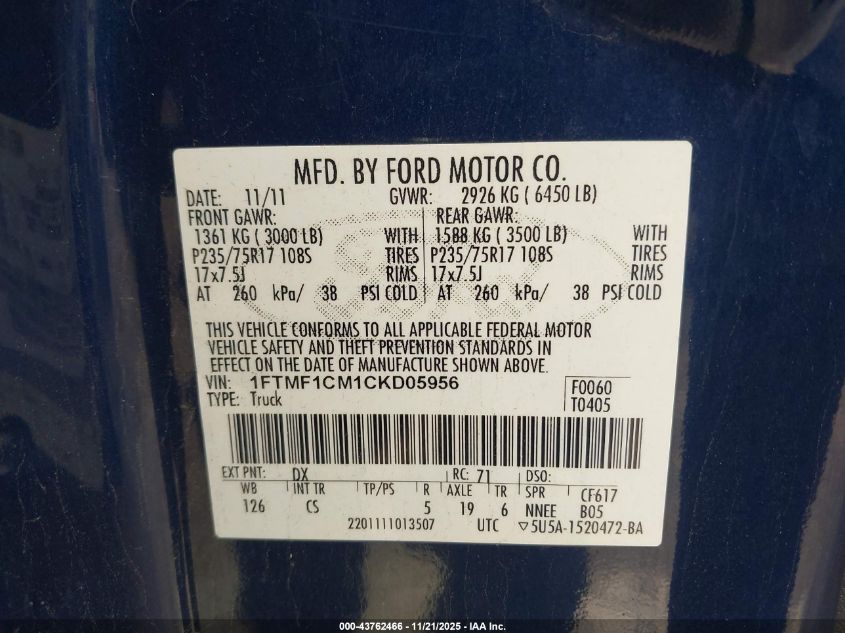 MFD. BY FORD MOTOR CO.
DATE: 11/11 GVWR: 2926 KG ( 6450 LB)
FRONT GAWR: REAR GAWR:
1361 KG ( 3000 LB) WITH 1588 KG ( 3500 LB) WITH
P235/75R17 108S TIRES P235/75R17 108S TIRES
17x7.5J RIMS 17x7.5J RIMS
AT 260 kPa/ 38 PSI COLD AT 260 kPa/ 38 PSI COLD
THIS VEHICLE CONFORMS TO ALL APPLICABLE FEDERAL MOTOR
VEHICLE SAFETY AND THEFT PREVENTION STANDARDS IN
EFFECT ON THE DATE OF MANUFACTURE SHOWN ABOVE.
VIN: 1FTMF1CM1CKD05956 F0060
TYPE: Truck T0405
EXT PNT: DX RC: 71 DSO:
WB INT TR TP/PS R AXLE TR SPR CF617
126 CS 5 19 6 NNEE B05
2201111013507 UTC ▽5U5A-1520472-BA
000-43762466 - 11/21/2025 - IAA Inc.